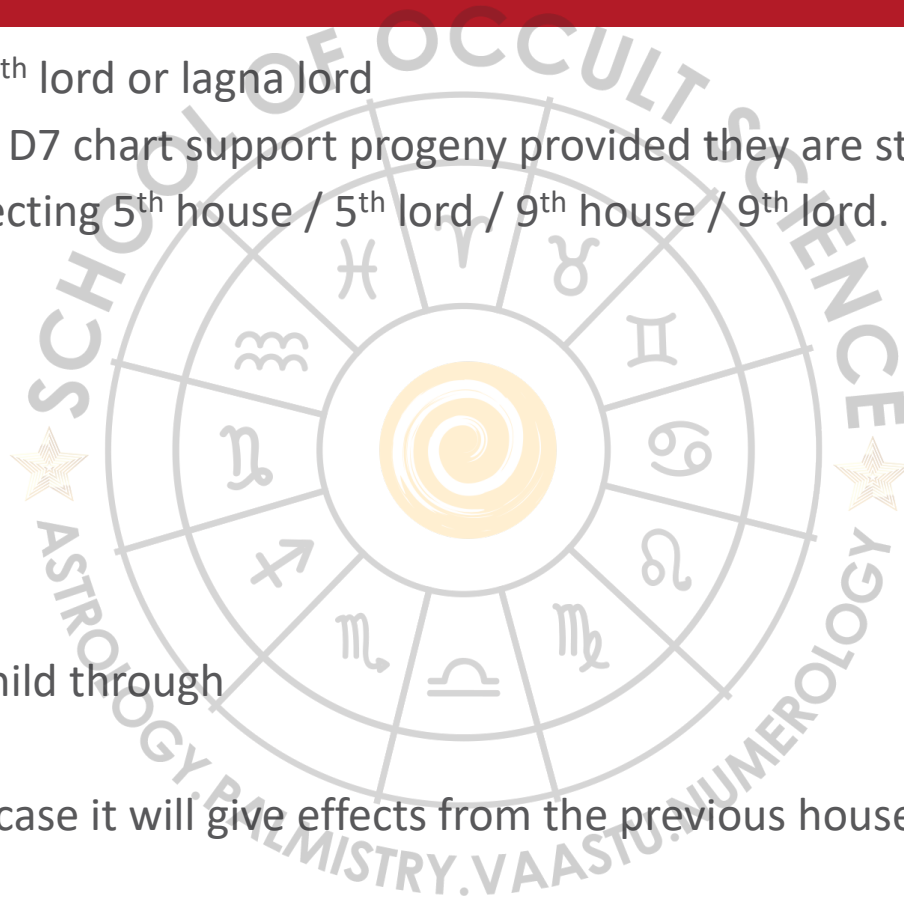 th lord or lagna lord
D7 chart support progeny provided they are st
ecting 5th house / 5th lord / 9th house / 9th lord.
hild through
case it will give effects from the previous house
SCHOOL OF OCCULT SCIENCE
ASTROLOGY.PALMISTRY.VAASTU.NUMEROLOGY